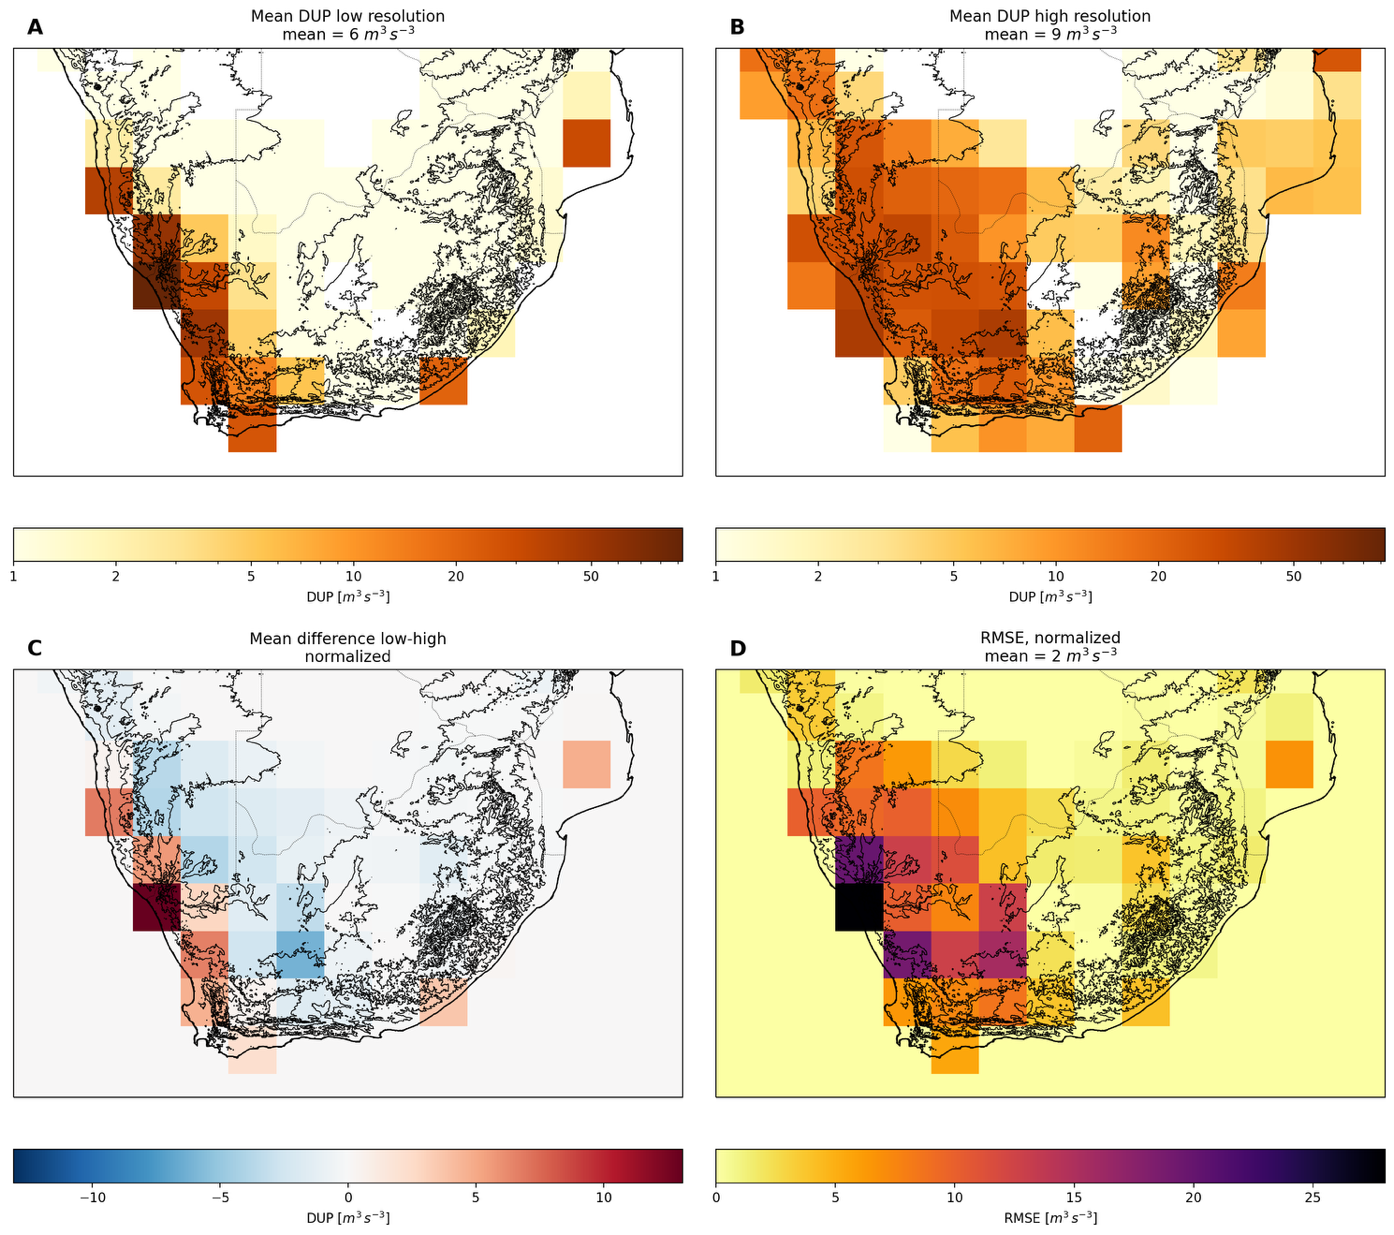 A
Mean DUP low resolution
mean = 6 m³ s⁻³
B
Mean DUP high resolution
mean = 9 m³ s⁻³
1 2 5 10 20 50
DUP [m³ s⁻³]
1 2 5 10 20 50
DUP [m³ s⁻³]
C
Mean difference low-high
normalized
D
RMSE, normalized
mean = 2 m³ s⁻³
−10 −5 0 5 10
DUP [m³ s⁻³]
0 5 10 15 20 25
RMSE [m³ s⁻³]